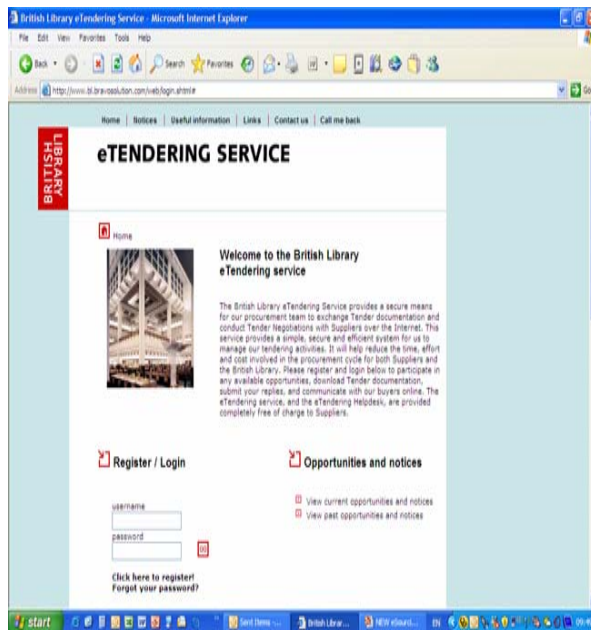 British Library eTendering Service - Microsoft Internet Explorer
File Edit View Favorites Tools Help
Back Search Favorites
Address http://www.bl.bravosolution.com/web/login.shtml#
Go
Home | Notices | Useful information | Links | Contact us | Call me back
BRITISH LIBRARY
eTENDERING SERVICE
Home
Welcome to the British Library
eTendering service
The British Library eTendering Service provides a secure means
for our procurement team to exchange Tender documentation and
conduct Tender Negotiations with Suppliers over the Internet. This
service provides a simple, secure and efficient system for us to
manage our tendering activities. It will help reduce the time, effort
and cost involved in the procurement cycle for both Suppliers and
the British Library. Please register and login below to participate in
any available opportunities, download Tender documentation,
submit your replies, and communicate with our buyers online. The
eTendering service, and the eTendering Helpdesk, are provided
completely free of charge to Suppliers.
Register / Login
Opportunities and notices
username
View current opportunities and notices
View past opportunities and notices
password
GO
Click here to register!
Forgot your password?
start
Sent Items -...
British Librar...
NEW eSourci...
EN